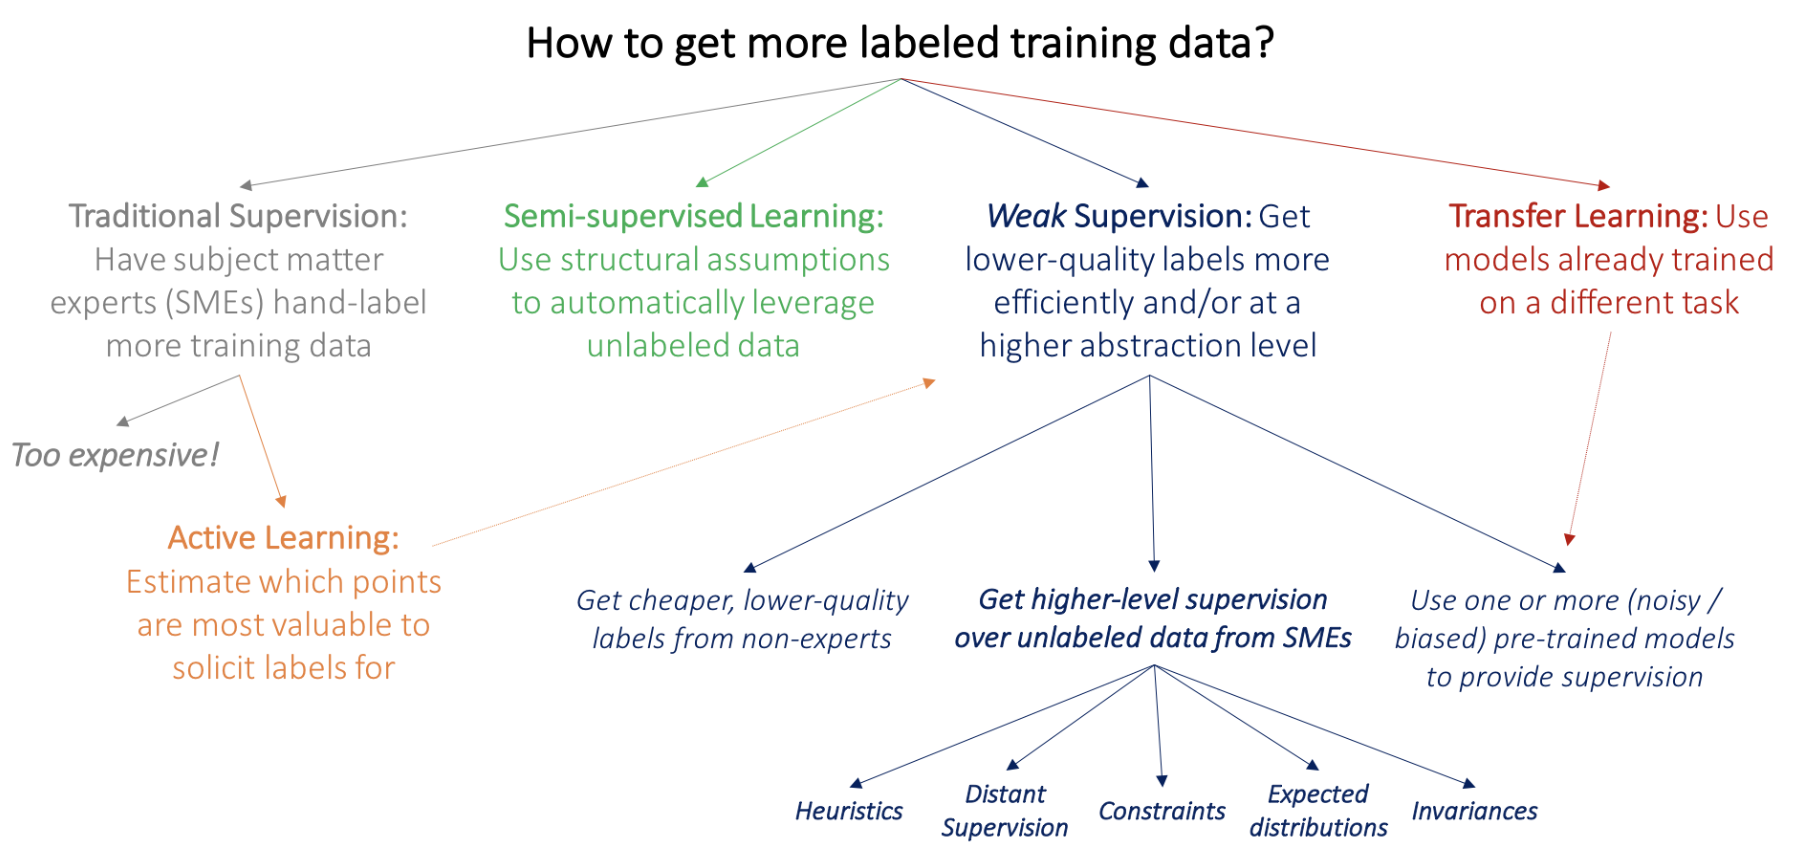 How to get more labeled training data?
Traditional Supervision:
Have subject matter
experts (SMEs) hand-label
more training data
Semi-supervised Learning:
Use structural assumptions
to automatically leverage
unlabeled data
Weak Supervision: Get
lower-quality labels more
efficiently and/or at a
higher abstraction level
Transfer Learning: Use
models already trained
on a different task
Too expensive!
Active Learning:
Estimate which points
are most valuable to
solicit labels for
Get cheaper, lower-quality
labels from non-experts
Get higher-level supervision
over unlabeled data from SMEs
Use one or more (noisy /
biased) pre-trained models
to provide supervision
Heuristics
Distant
Supervision
Constraints
Expected
distributions
Invariances